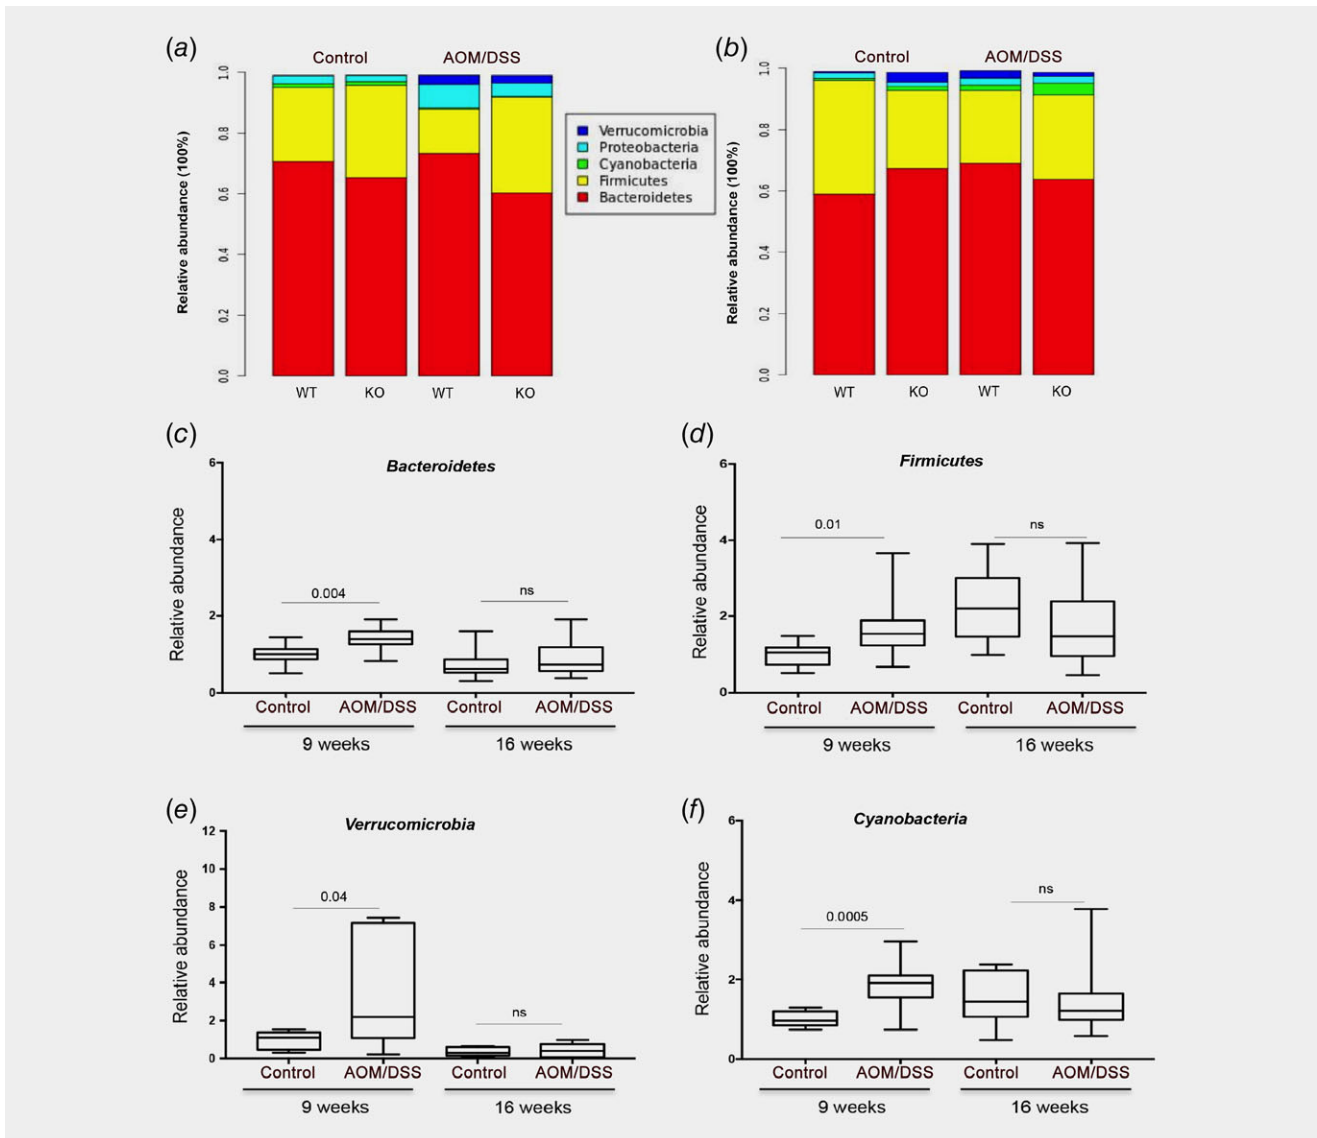 (a)
Control AOM/DSS
Relative abundance (100%)
1.0
0.8
0.6
0.4
0.2
0.0
WT KO WT KO
Verrucomicrobia
Proteobacteria
Cyanobacteria
Firmicutes
Bacteroidetes
(b)
Control AOM/DSS
Relative abundance (100%)
1.0
0.8
0.6
0.4
0.2
0.0
WT KO WT KO
(c)
Bacteroidetes
Relative abundance
6
4
2
0
0.004
ns
Control AOM/DSS Control AOM/DSS
9 weeks 16 weeks
(d)
Firmicutes
Relative abundance
6
4
2
0
0.01
ns
Control AOM/DSS Control AOM/DSS
9 weeks 16 weeks
(e)
Verrucomicrobia
Relative abundance
12
10
8
6
4
2
0
0.04
ns
Control AOM/DSS Control AOM/DSS
9 weeks 16 weeks
(f)
Cyanobacteria
Relative abundance
6
4
2
0
0.0005
ns
Control AOM/DSS Control AOM/DSS
9 weeks 16 weeks